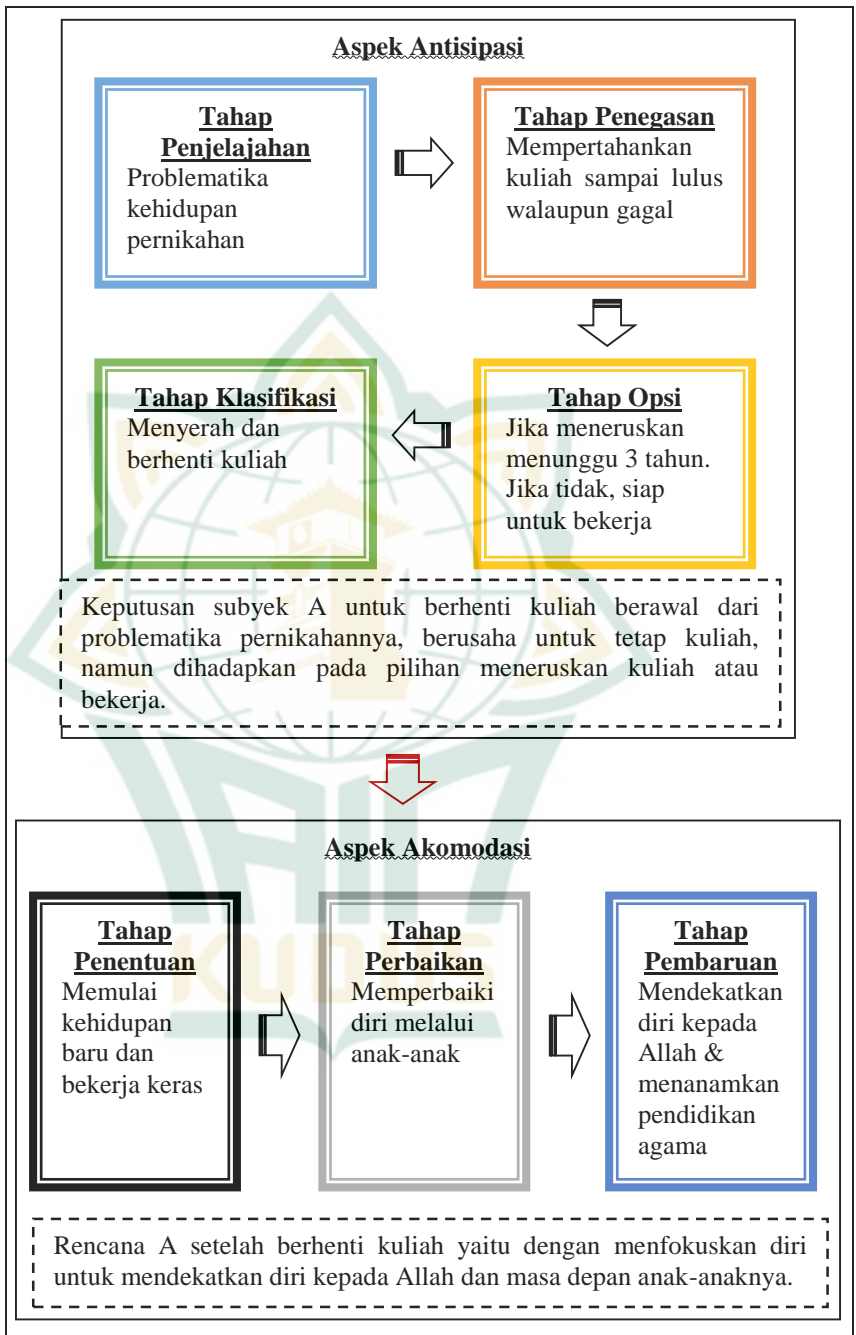 Aspek Antisipasi
Tahap
Penjelajahan
Problematika
kehidupan
pernikahan
Tahap Penegasan
Mempertahankan
kuliah sampai lulus
walaupun gagal
Tahap Klasifikasi
Menyerah dan
berhenti kuliah
Tahap Opsi
Jika meneruskan
menunggu 3 tahun.
Jika tidak, siap
untuk bekerja
Keputusan subyek A untuk berhenti kuliah berawal dari
problematika pernikahannya, berusaha untuk tetap kuliah,
namun dihadapkan pada pilihan meneruskan kuliah atau
bekerja.
Aspek Akomodasi
Tahap
Penentuan
Memulai
kehidupan
baru dan
bekerja keras
Tahap
Perbaikan
Memperbaiki
diri melalui
anak-anak
Tahap
Pembaruan
Mendekatkan
diri kepada
Allah &
menanamkan
pendidikan
agama
Rencana A setelah berhenti kuliah yaitu dengan menfokuskan diri
untuk mendekatkan diri kepada Allah dan masa depan anak-anaknya.
IAIN
KUDUS